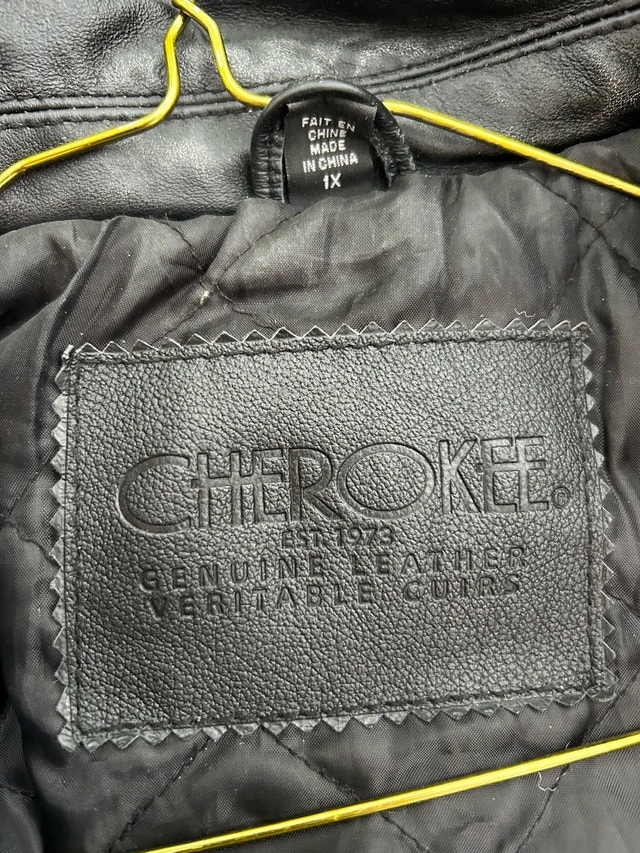 FAIT EN
CHINE
MADE
IN CHINA
1X
CHEROKEE®
EST. 1973
GENUINE LEATHER
VERITABLE CUIRS